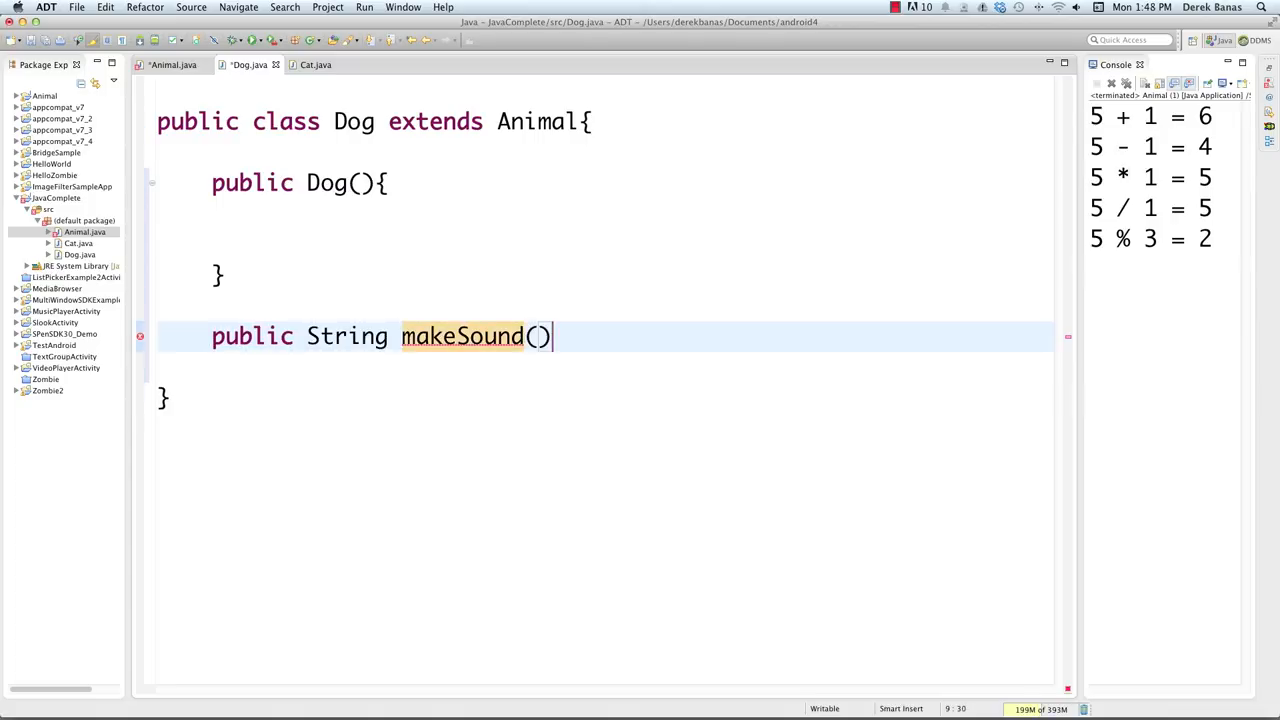 ADT File Edit Refactor Source Navigate Search Project Run Window Help
10 Mon 1:48 PM Derek Banas
Java - JavaComplete/src/Dog.java - ADT - /Users/derekbanas/Documents/android4
Quick Access
Java
DDMS
Package Exp
*Animal.java
*Dog.java
Cat.java
Console
Animal
appcompat_v7
appcompat_v7_2
appcompat_v7_3
appcompat_v7_4
BridgeSample
HelloWorld
HelloZombie
ImageFilterSampleApp
JavaComplete
src
(default package)
Animal.java
Cat.java
Dog.java
JRE System Library [Ja
ListPickerExample2Activi
MediaBrowser
MultiWindowSDKExample
MusicPlayerActivity
SlookActivity
SPenSDK30_Demo
TestAndroid
TextGroupActivity
VideoPlayerActivity
Zombie
Zombie2
public class Dog extends Animal{
public Dog(){
}
public String makeSound()
}
<terminated> Animal (1) [Java Application] /S
5 + 1 = 6
5 - 1 = 4
5 * 1 = 5
5 / 1 = 5
5 % 3 = 2
Writable
Smart Insert
9 : 30
199M of 393M